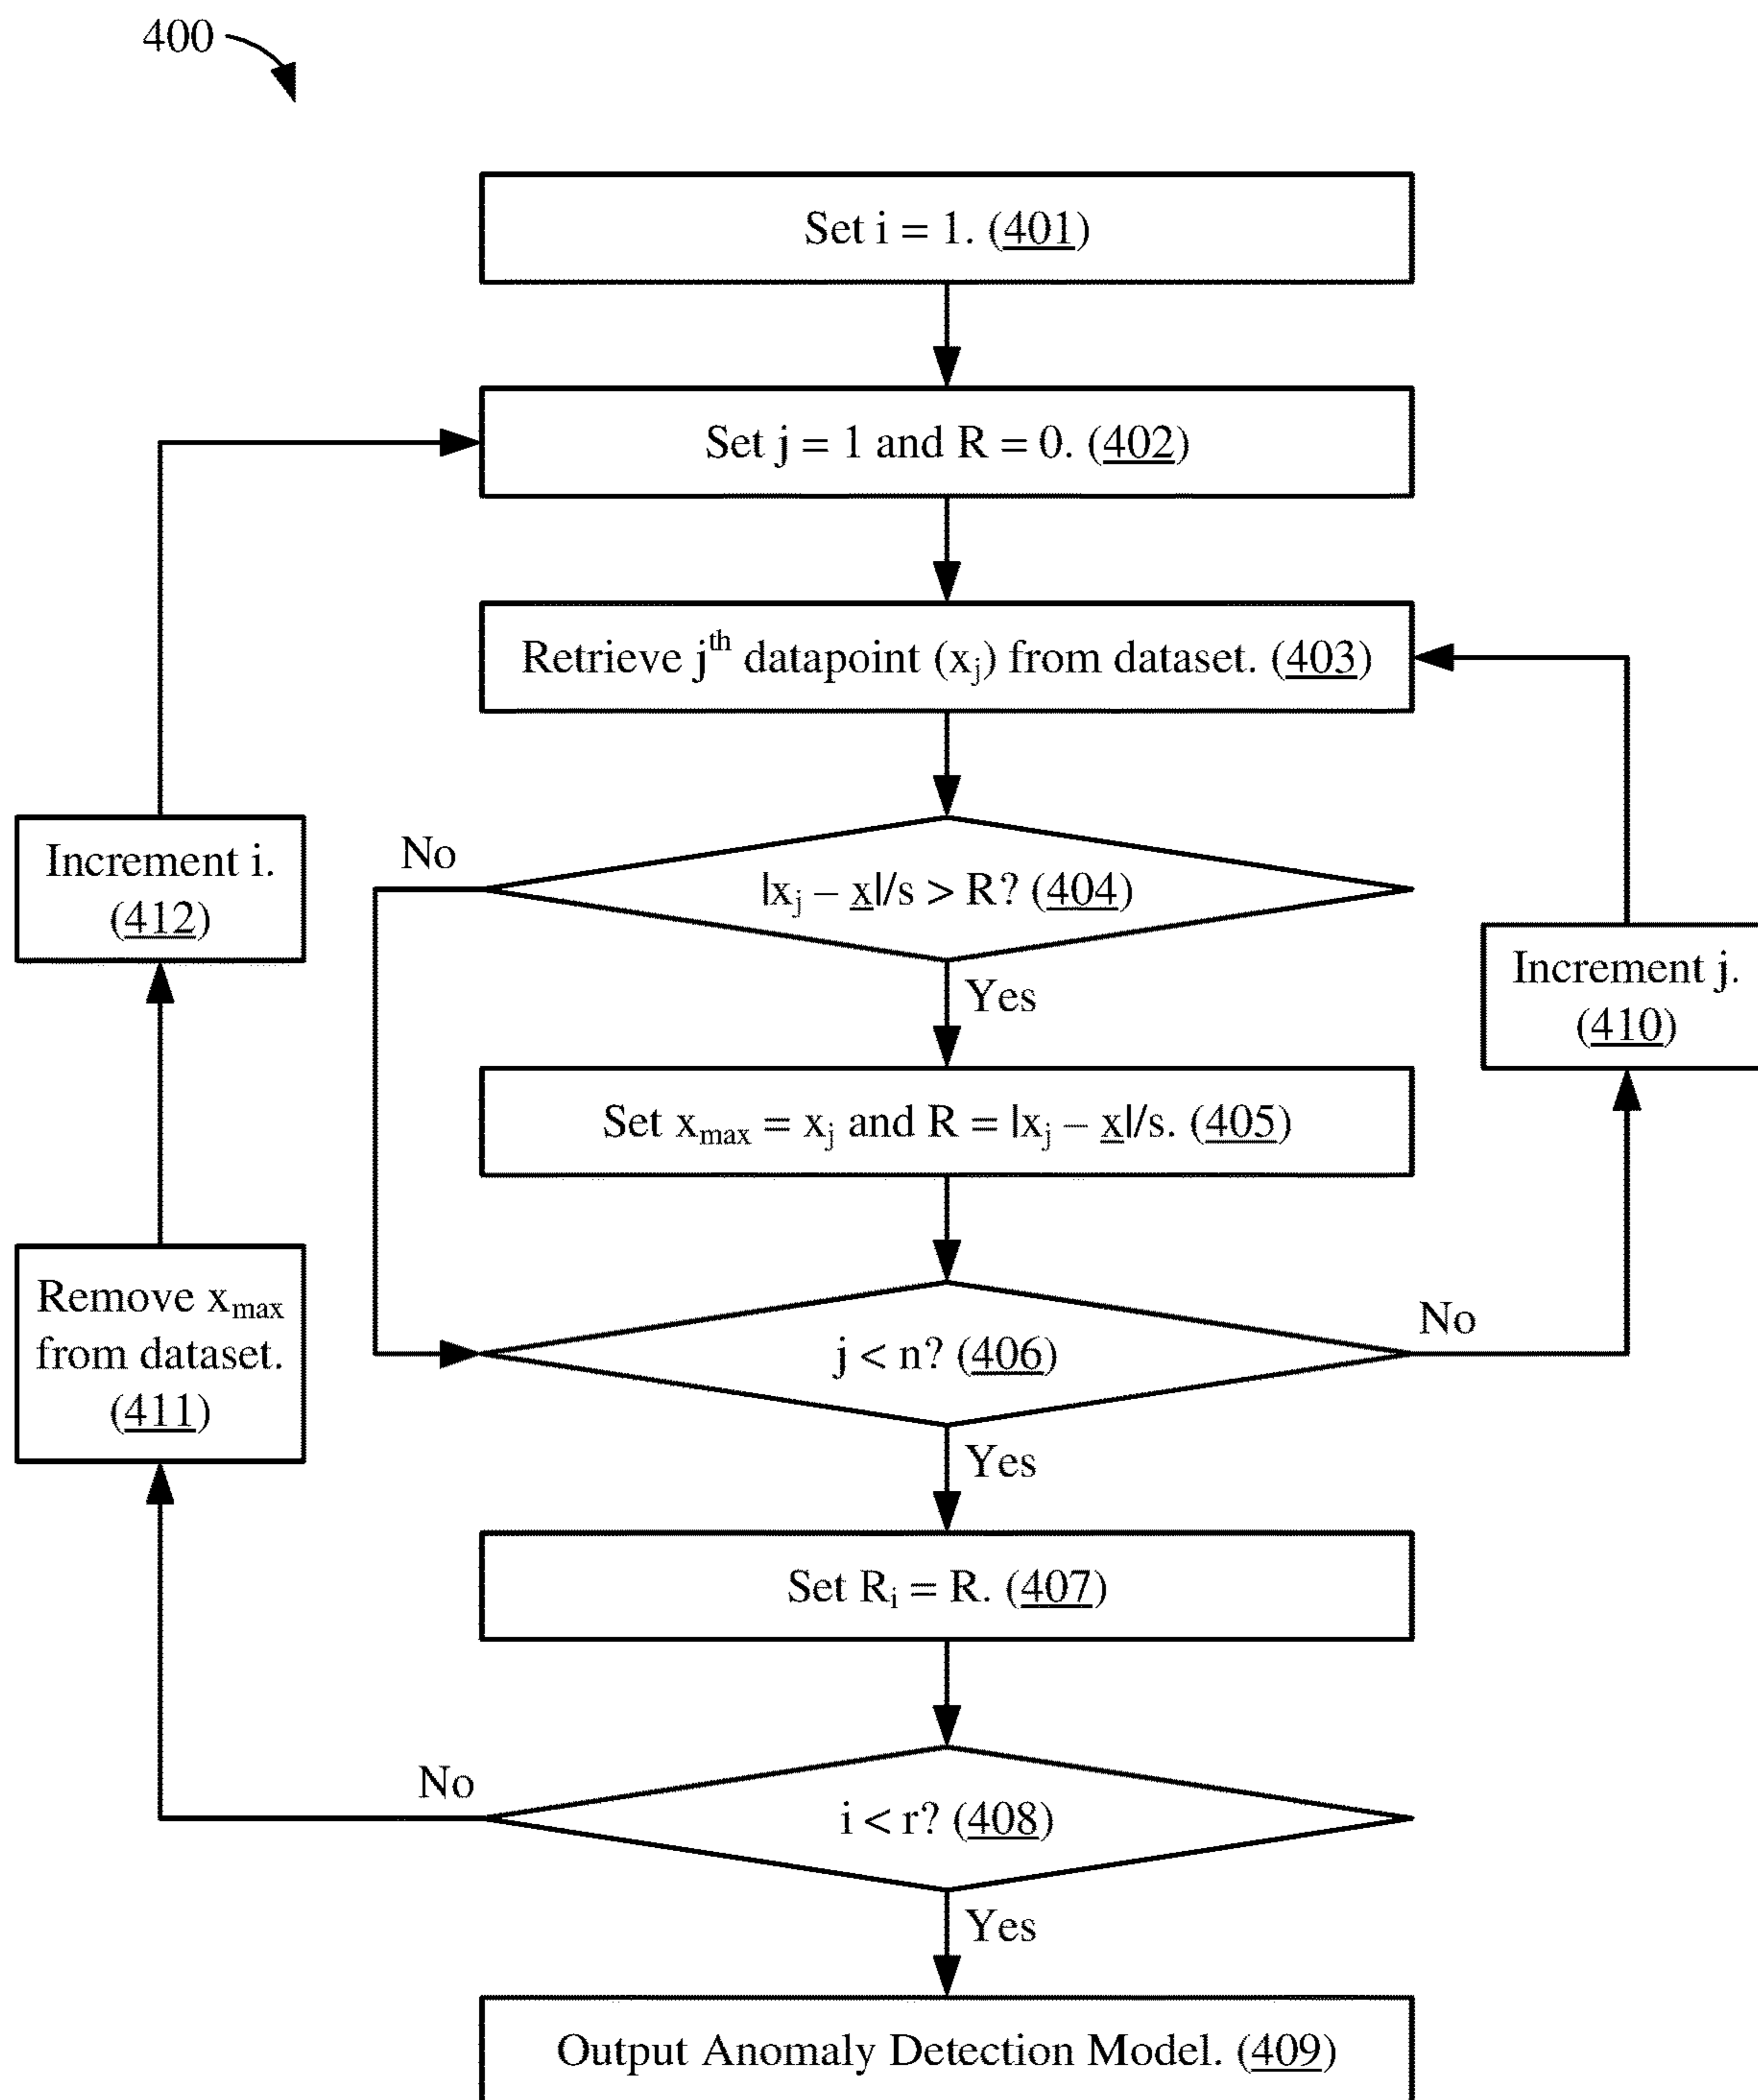 400
Set i = 1. (401)
Set j = 1 and R = 0. (402)
Retrieve jth datapoint (xj) from dataset. (403)
No
|xj – x|/s > R? (404)
Yes
Increment i.
(412)
Increment j.
(410)
Set xmax = xj and R = |xj – x|/s. (405)
Remove xmax
from dataset.
(411)
j < n? (406)
No
Yes
Set Ri = R. (407)
No
i < r? (408)
Yes
Output Anomaly Detection Model. (409)